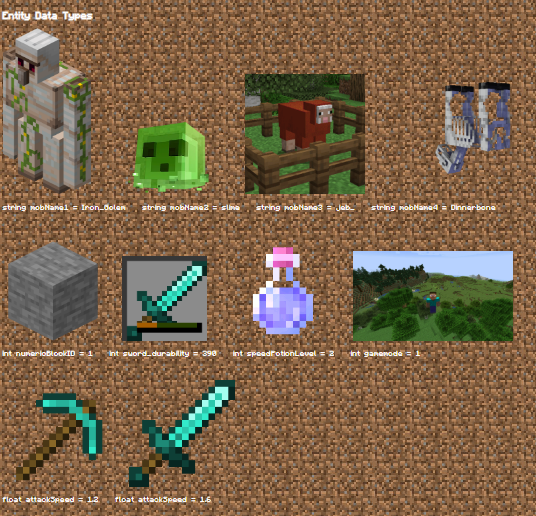 Entity Data Types
string mobName1 = Iron_Golem
string mobName2 = slime
string mobName3 = jeb_
string mobName4 = Dinnerbone
int numericBlockID = 1
int sword_durability = 390
int speedPotionLevel = 2
int gamemode = 1
float attackSpeed = 1.2
float attackSpeed = 1.6